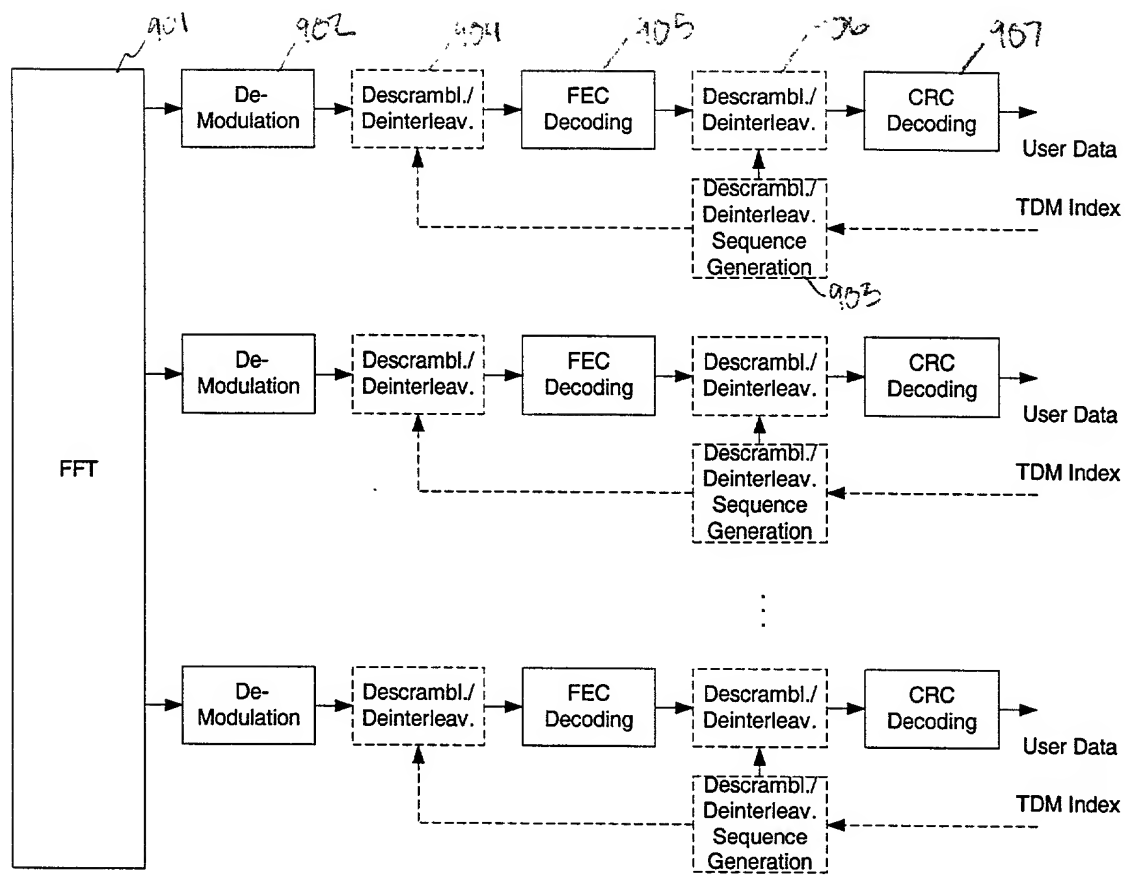 901
902
904
905
906
907
De-
Modulation
Descrambl./
Deinterleav.
FEC
Decoding
Descrambl./
Deinterleav.
CRC
Decoding
User Data
Descrambl./
Deinterleav.
Sequence
Generation
TDM Index
903
FFT
De-
Modulation
Descrambl./
Deinterleav.
FEC
Decoding
Descrambl./
Deinterleav.
CRC
Decoding
User Data
Descrambl./
Deinterleav.
Sequence
Generation
TDM Index
De-
Modulation
Descrambl./
Deinterleav.
FEC
Decoding
Descrambl./
Deinterleav.
CRC
Decoding
User Data
Descrambl./
Deinterleav.
Sequence
Generation
TDM Index